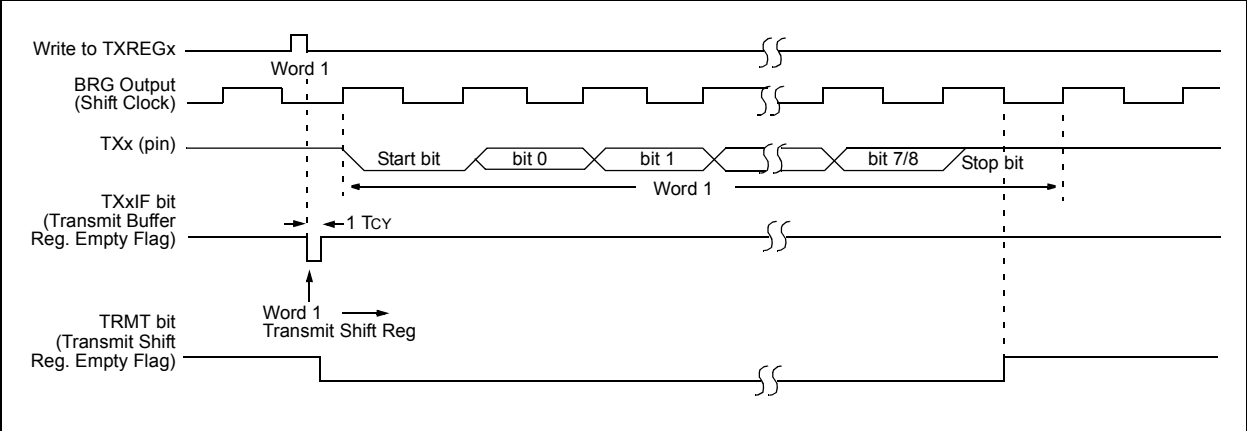 Write to TXREGx
Word 1
BRG Output
(Shift Clock)
TXx (pin)
Start bit
bit 0
bit 1
bit 7/8
Stop bit
Word 1
TXxIF bit
(Transmit Buffer
Reg. Empty Flag)
1 TCY
Word 1
Transmit Shift Reg
TRMT bit
(Transmit Shift
Reg. Empty Flag)